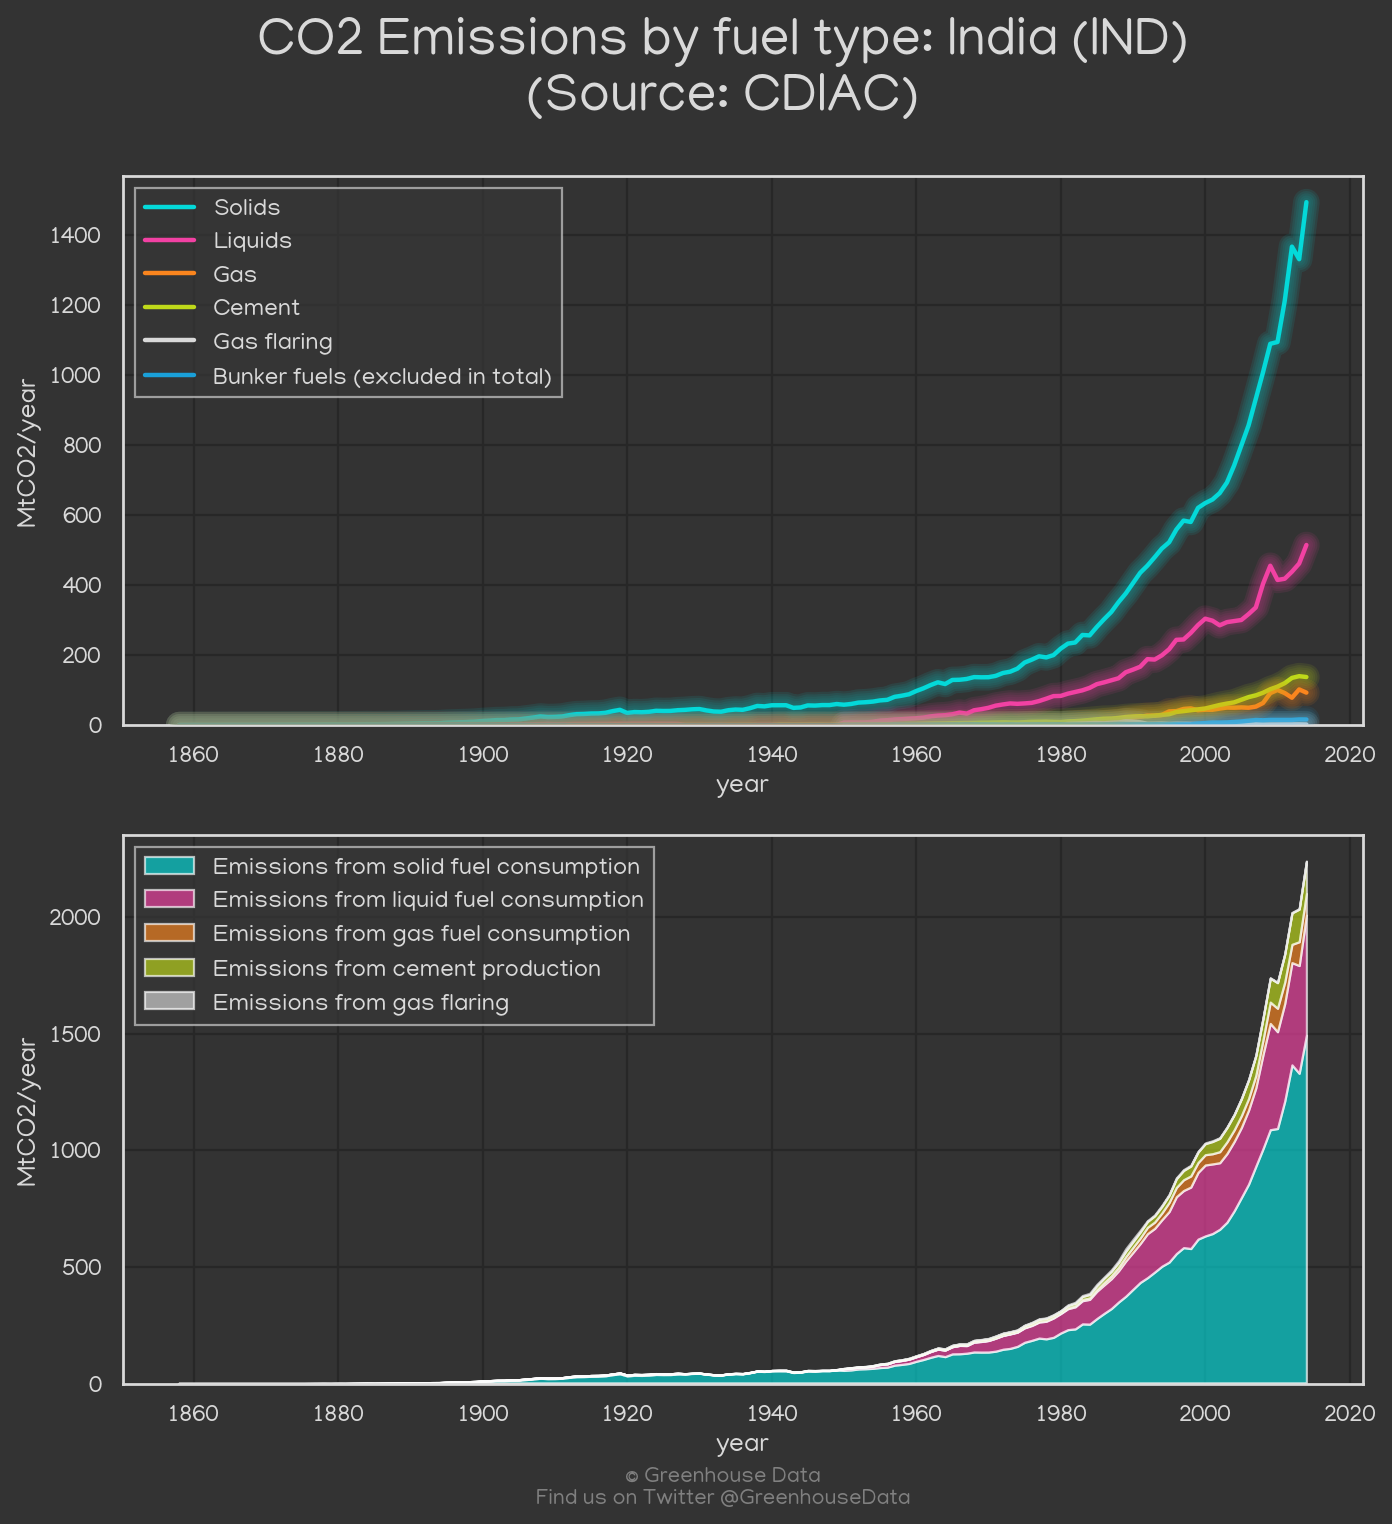 CO2 Emissions by fuel type: India (IND)
(Source: CDIAC)
Solids
Liquids
Gas
Cement
Gas flaring
Bunker fuels (excluded in total)
MtCO2/year
1400
1200
1000
800
600
400
200
0
1860 1880 1900 1920 1940 1960 1980 2000 2020
year
Emissions from solid fuel consumption
Emissions from liquid fuel consumption
Emissions from gas fuel consumption
Emissions from cement production
Emissions from gas flaring
MtCO2/year
2000
1500
1000
500
0
1860 1880 1900 1920 1940 1960 1980 2000 2020
year
© Greenhouse Data
Find us on Twitter @GreenhouseData